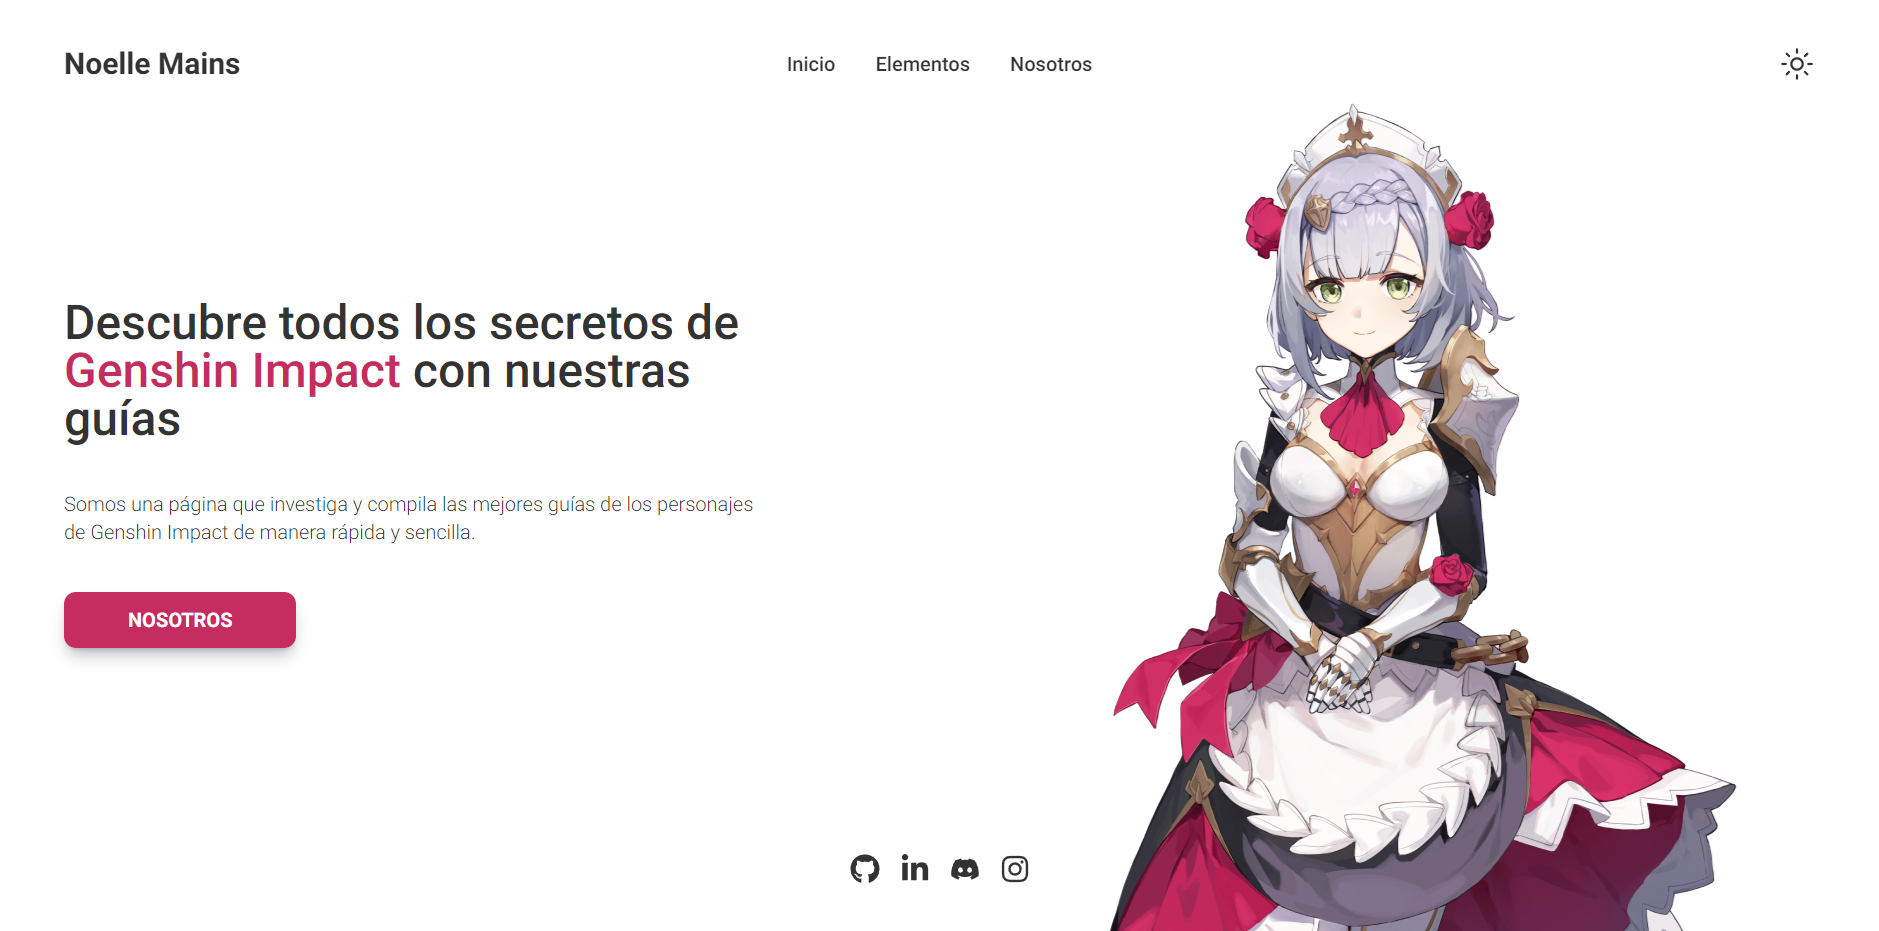 Noelle Mains
Inicio Elementos Nosotros
Descubre todos los secretos de
Genshin Impact con nuestras
guías
Somos una página que investiga y compila las mejores guías de los personajes
de Genshin Impact de manera rápida y sencilla.
NOSOTROS